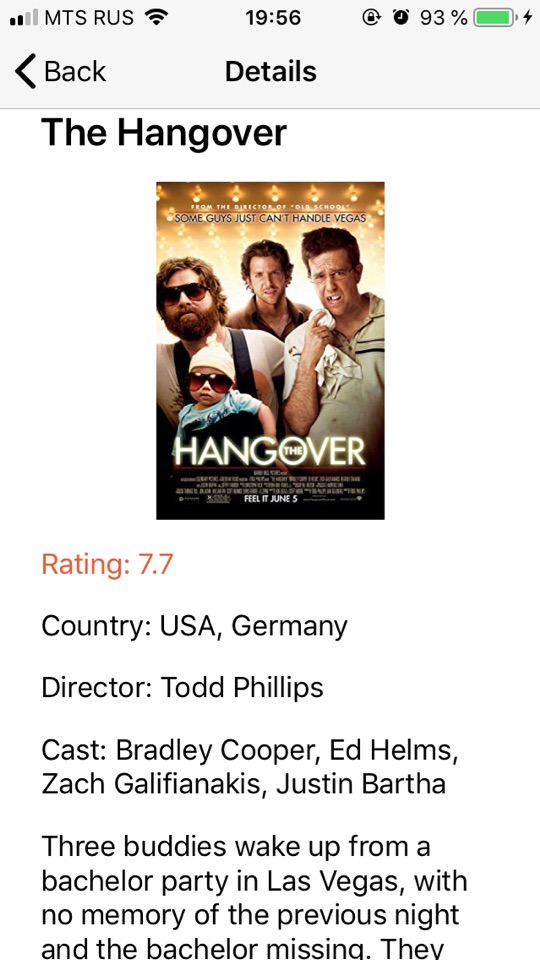 MTS RUS
19:56
93 %
Back
Details
The Hangover
FROM THE DIRECTOR OF "OLD SCHOOL"
SOME GUYS JUST CAN'T HANDLE VEGAS
THE HANGOVER
FEEL IT JUNE 5
Rating: 7.7
Country: USA, Germany
Director: Todd Phillips
Cast: Bradley Cooper, Ed Helms,
Zach Galifianakis, Justin Bartha
Three buddies wake up from a
bachelor party in Las Vegas, with
no memory of the previous night
and the bachelor missing. They